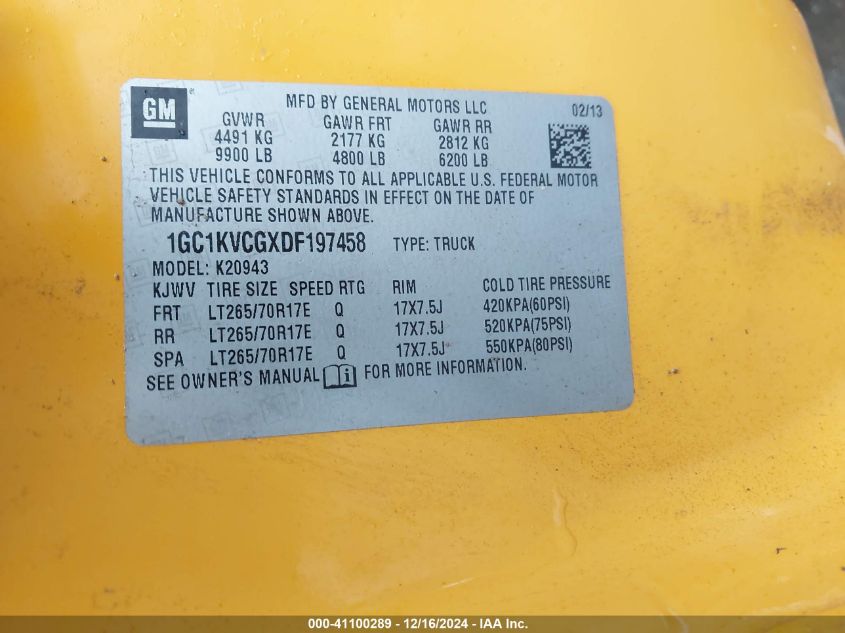 GM
MFD BY GENERAL MOTORS LLC 02/13
GVWR GAWR FRT GAWR RR
4491 KG 2177 KG 2812 KG
9900 LB 4800 LB 6200 LB
THIS VEHICLE CONFORMS TO ALL APPLICABLE U.S. FEDERAL MOTOR
VEHICLE SAFETY STANDARDS IN EFFECT ON THE DATE OF
MANUFACTURE SHOWN ABOVE.
1GC1KVCGXDF197458 TYPE: TRUCK
MODEL: K20943
KJWV TIRE SIZE SPEED RTG RIM COLD TIRE PRESSURE
FRT LT265/70R17E Q 17X7.5J 420KPA(60PSI)
RR LT265/70R17E Q 17X7.5J 520KPA(75PSI)
SPA LT265/70R17E Q 17X7.5J 550KPA(80PSI)
SEE OWNER'S MANUAL i FOR MORE INFORMATION.
000-41100289 - 12/16/2024 - IAA Inc.